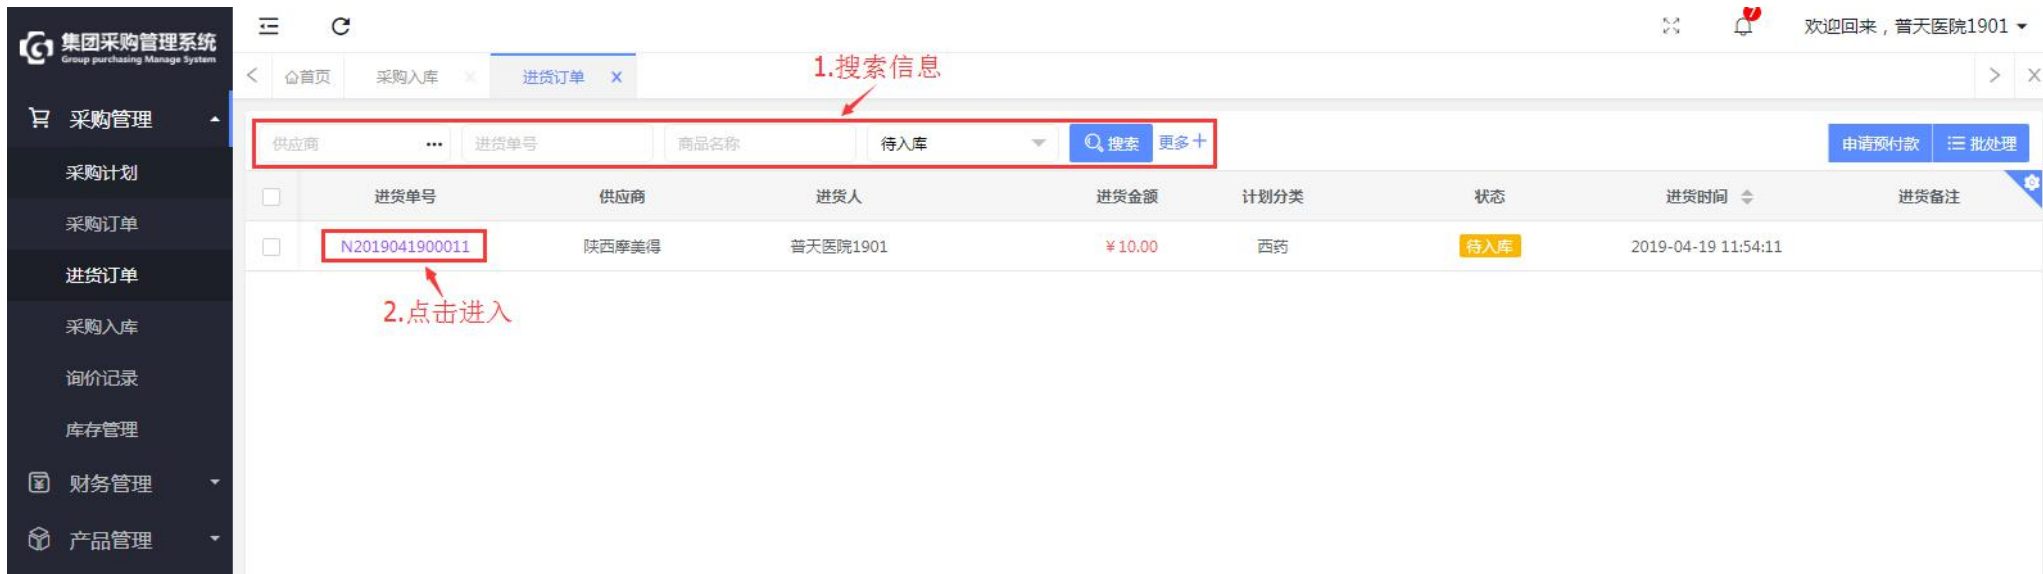 集团采购管理系统
Group purchasing Manage System
欢迎回来，普天医院1901
7
首页
采购入库
进货订单
1.搜索信息
采购管理
采购计划
采购订单
进货订单
采购入库
询价记录
库存管理
财务管理
产品管理
供应商 ••• 进货单号 商品名称 待入库 搜索 更多+ 申请预付款 批处理
进货单号 供应商 进货人 进货金额 计划分类 状态 进货时间 进货备注
N2019041900011 陕西摩美得 普天医院1901 ¥10.00 西药 待入库 2019-04-19 11:54:11
2.点击进入